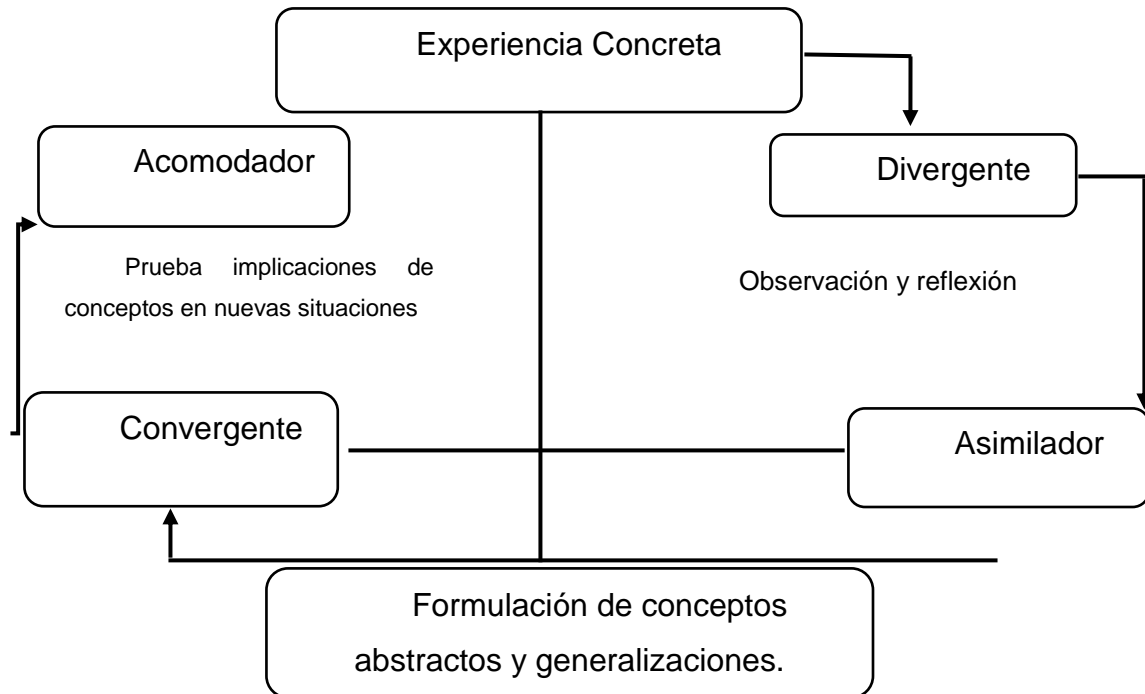 Experiencia Concreta
Acomodador
Divergente
Prueba implicaciones de
conceptos en nuevas situaciones
Observación y reflexión
Convergente
Asimilador
Formulación de conceptos
abstractos y generalizaciones.